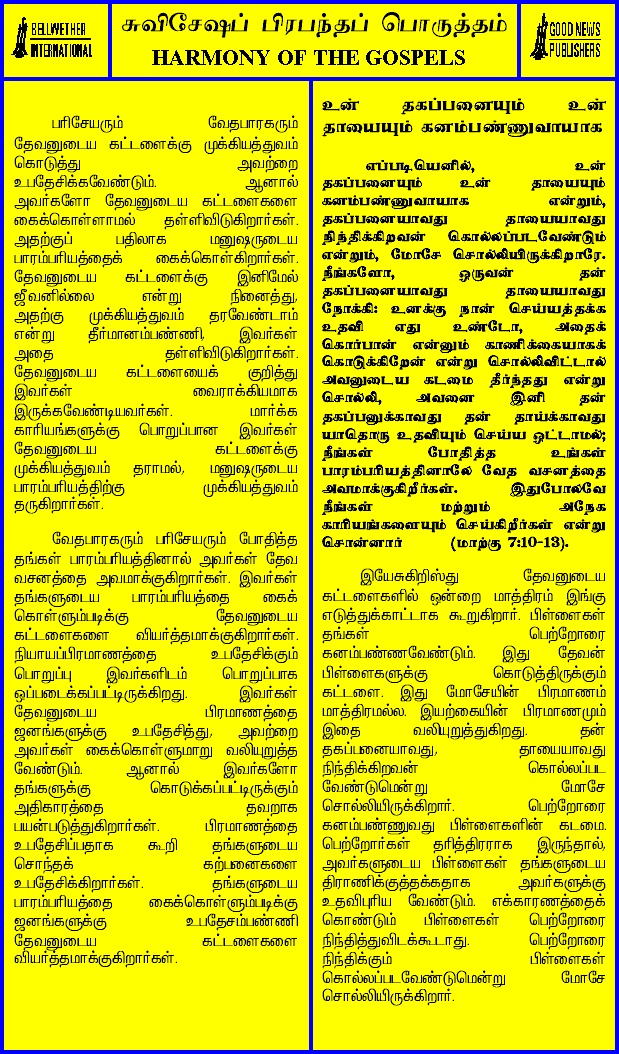 BELLWETHER
INTERNATIONAL
சுவிசேஷப் பிரபந்தப் பொருத்தம்
HARMONY OF THE GOSPELS
GOOD NEWS
PUBLISHERS
பரிசேயரும் வேதபாரகரும்
தேவனுடைய கட்டளைக்கு முக்கியத்துவம்
கொடுத்து அவற்றை
உபதேசிக்கவேண்டும். ஆனால்
அவர்களோ தேவனுடைய கட்டளைகளை
கைக்கொள்ளாமல் தள்ளிவிடுகிறார்கள்.
அதற்குப் பதிலாக மனுஷருடைய
பாரம்பரியத்தைக் கைக்கொள்கிறார்கள்.
தேவனுடைய கட்டளைக்கு இனிமேல்
ஜீவனில்லை என்று நினைத்து,
அதற்கு முக்கியத்துவம் தரவேண்டாம்
என்று தீர்மானம்பண்ணி, இவர்கள்
அதை தள்ளிவிடுகிறார்கள்.
தேவனுடைய கட்டளையைக் குறித்து
இவர்கள் வைராக்கியமாக
இருக்கவேண்டியவர்கள். மார்க்க
காரியங்களுக்கு பொறுப்பான இவர்கள்
தேவனுடைய கட்டளைக்கு
முக்கியத்துவம் தராமல், மனுஷருடைய
பாரம்பரியத்திற்கு முக்கியத்துவம்
தருகிறார்கள்.
வேதபாரகரும் பரிசேயரும் போதித்த
தங்கள் பாரம்பரியத்தினால் அவர்கள் தேவ
வசனத்தை அவமாக்குகிறார்கள். இவர்கள்
தங்களுடைய பாரம்பரியத்தை கைக்
கொள்ளும்படிக்கு தேவனுடைய
கட்டளைகளை வியர்த்தமாக்குகிறார்கள்.
நியாயப்பிரமாணத்தை உபதேசிக்கும்
பொறுப்பு இவர்களிடம் பொறுப்பாக
ஒப்படைக்கப்பட்டிருக்கிறது. இவர்கள்
தேவனுடைய பிரமாணத்தை
ஜனங்களுக்கு உபதேசித்து, அவற்றை
அவர்கள் கைக்கொள்ளுமாறு வலியுறுத்த
வேண்டும். ஆனால் இவர்களோ
தங்களுக்கு கொடுக்கப்பட்டிருக்கும்
அதிகாரத்தை தவறாக
பயன்படுத்துகிறார்கள். பிரமாணத்தை
உபதேசிப்பதாக கூறி தங்களுடைய
சொந்தக் கற்பனைகளை
உபதேசிக்கிறார்கள். தங்களுடைய
பாரம்பரியத்தை கைக்கொள்ளும்படிக்கு
ஜனங்களுக்கு உபதேசம்பண்ணி
தேவனுடைய கட்டளைகளை
வியர்த்தமாக்குகிறார்கள்.
உன் தகப்பனையும் உன்
தாயையும் கனம்பண்ணுவாயாக
எப்படியெனில், உன்
தகப்பனையும் உன் தாயையும்
கனம்பண்ணுவாயாக என்றும்,
தகப்பனையாவது தாயையாவது
நிந்திக்கிறவன் கொல்லப்படவேண்டும்
என்றும், மோசே சொல்லியிருக்கிறாரே.
நீங்களோ, ஒருவன் தன்
தகப்பனையாவது தாயையாவது
நோக்கி: உனக்கு நான் செய்யத்தக்க
உதவி எது உண்டோ, அதைக்
கொர்பான் என்னும் காணிக்கையாகக்
கொடுக்கிறேன் என்று சொல்லிவிட்டால்
அவனுடைய கடமை தீர்ந்தது என்று
சொல்லி, அவனை இனி தன்
தகப்பனுக்காவது தன் தாய்க்காவது
யாதொரு உதவியும் செய்ய ஒட்டாமல்;
நீங்கள் போதித்த உங்கள்
பாரம்பரியத்தினாலே வேத வசனத்தை
அவமாக்குகிறீர்கள். இதுபோலவே
நீங்கள் மற்றும் அநேக
காரியங்களையும் செய்கிறீர்கள் என்று
சொன்னார் (மாற்கு 7:10-13).
இயேசுகிறிஸ்து தேவனுடைய
கட்டளைகளில் ஒன்றை மாத்திரம் இங்கு
எடுத்துக்காட்டாக கூறுகிறார். பிள்ளைகள்
தங்கள் பெற்றோரை
கனம்பண்ணவேண்டும். இது தேவன்
பிள்ளைகளுக்கு கொடுத்திருக்கும்
கட்டளை. இது மோசேயின் பிரமாணம்
மாத்திரமல்ல. இயற்கையின் பிரமாணமும்
இதை வலியுறுத்துகிறது. தன்
தகப்பனையாவது, தாயையாவது
நிந்திக்கிறவன் கொல்லப்பட
வேண்டுமென்று மோசே
சொல்லியிருக்கிறார். பெற்றோரை
கனம்பண்ணுவது பிள்ளைகளின் கடமை.
பெற்றோர்கள் தரித்திரராக இருந்தால்,
அவர்களுடைய பிள்ளைகள் தங்களுடைய
திராணிக்குத்தக்கதாக அவர்களுக்கு
உதவிபுரிய வேண்டும். எக்காரணத்தைக்
கொண்டும் பிள்ளைகள் பெற்றோரை
நிந்தித்துவிடக்கூடாது. பெற்றோரை
நிந்திக்கும் பிள்ளைகள்
கொல்லப்படவேண்டுமென்று மோசே
சொல்லியிருக்கிறார்.